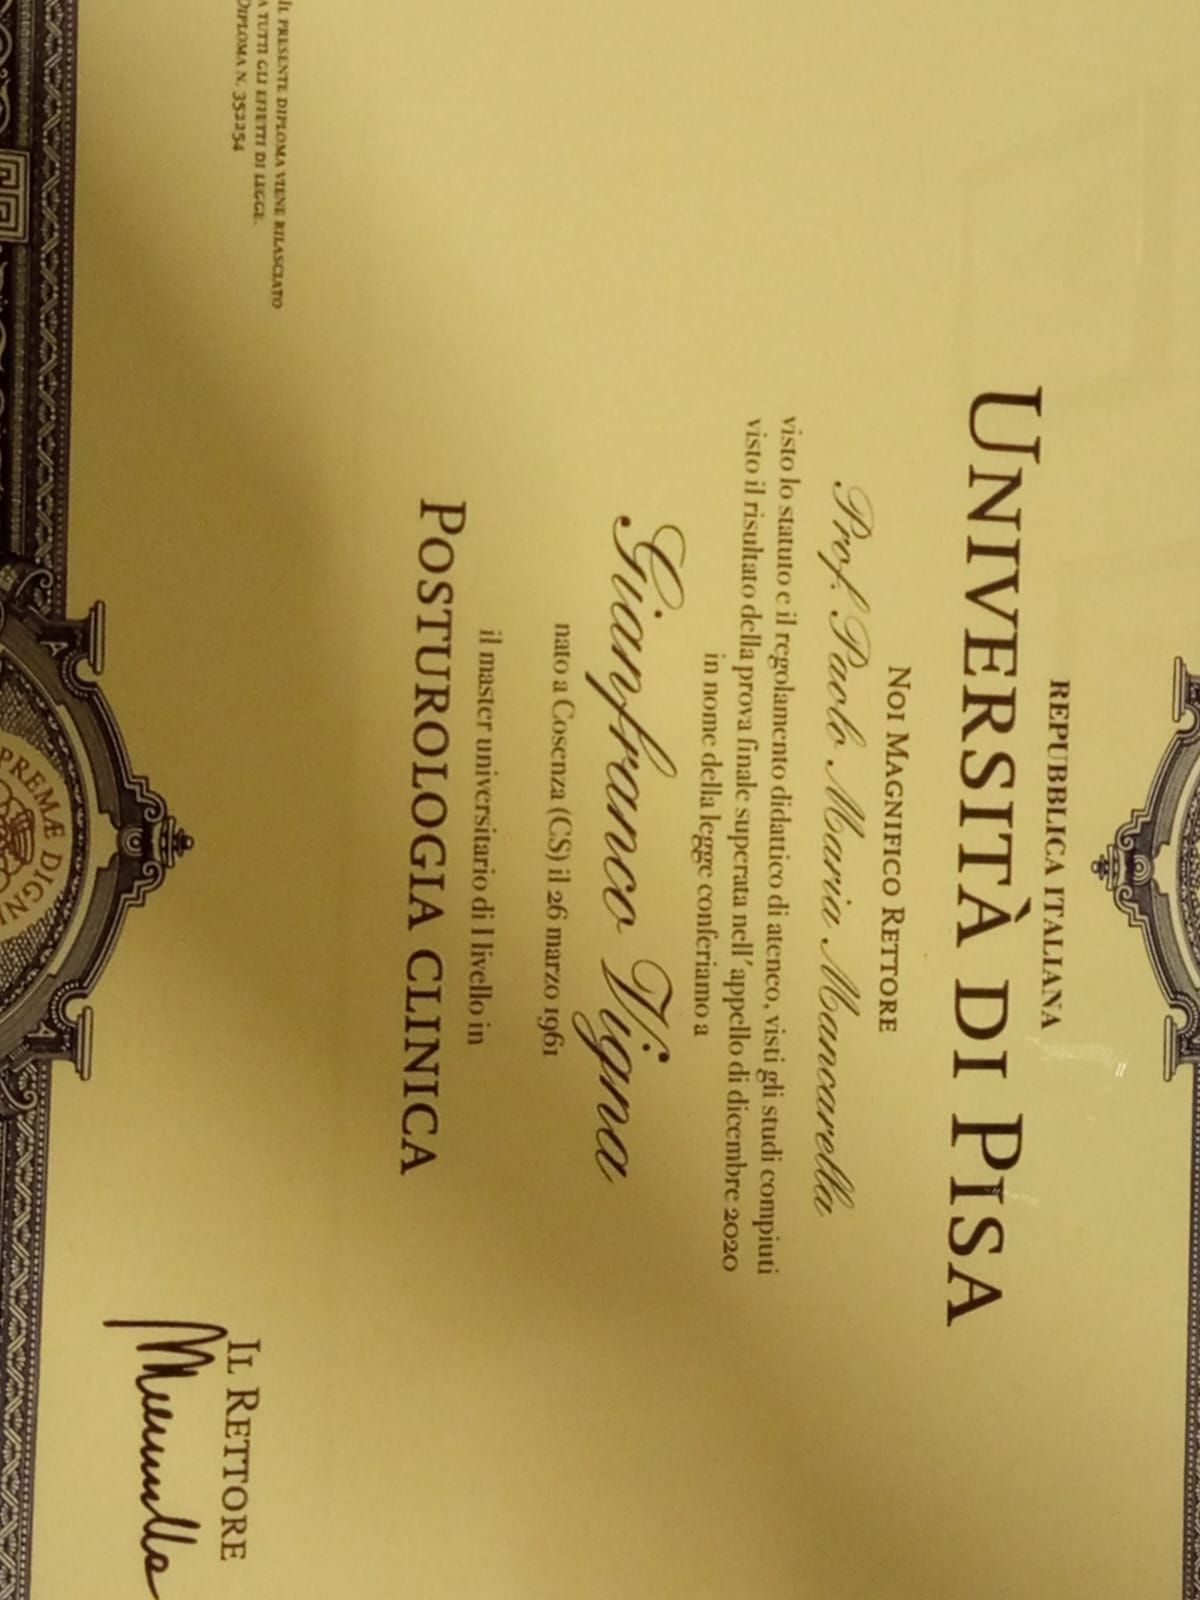 REPUBBLICA ITALIANA
UNIVERSITÀ DI PISA
NOI MAGNIFICO RETTORE
Prof. Paolo Maria Mancarella
visto lo statuto e il regolamento didattico di ateneo, visti gli studi compiuti
visto il risultato della prova finale superata nell'appello di dicembre 2020
in nome della legge conferiamo a
Gianfranco Vigna
nato a Cosenza (CS) il 26 marzo 1961
il master universitario di I livello in
POSTUROLOGIA CLINICA
IL PRESENTE DIPLOMA VIENE RILASCIATO
A TUTTI GLI EFFETTI DI LEGGE.
DIPLOMA N. 352254
IL RETTORE
PREMÆ DIGNI